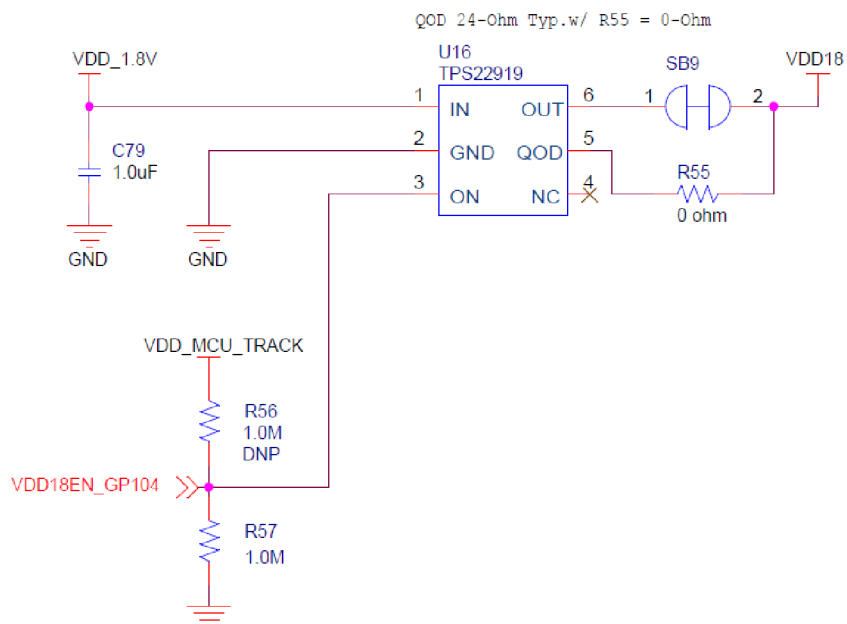 QOD 24-Ohm Typ.w/ R55 = 0-Ohm
VDD_1.8V
U16
TPS22919
SB9
VDD18
1
IN
OUT
6
1
2
C79
1.0uF
2
GND
QOD
5
R55
0 ohm
3
ON
NC
4
GND
GND
VDD_MCU_TRACK
R56
1.0M
DNP
VDD18EN_GP104
R57
1.0M